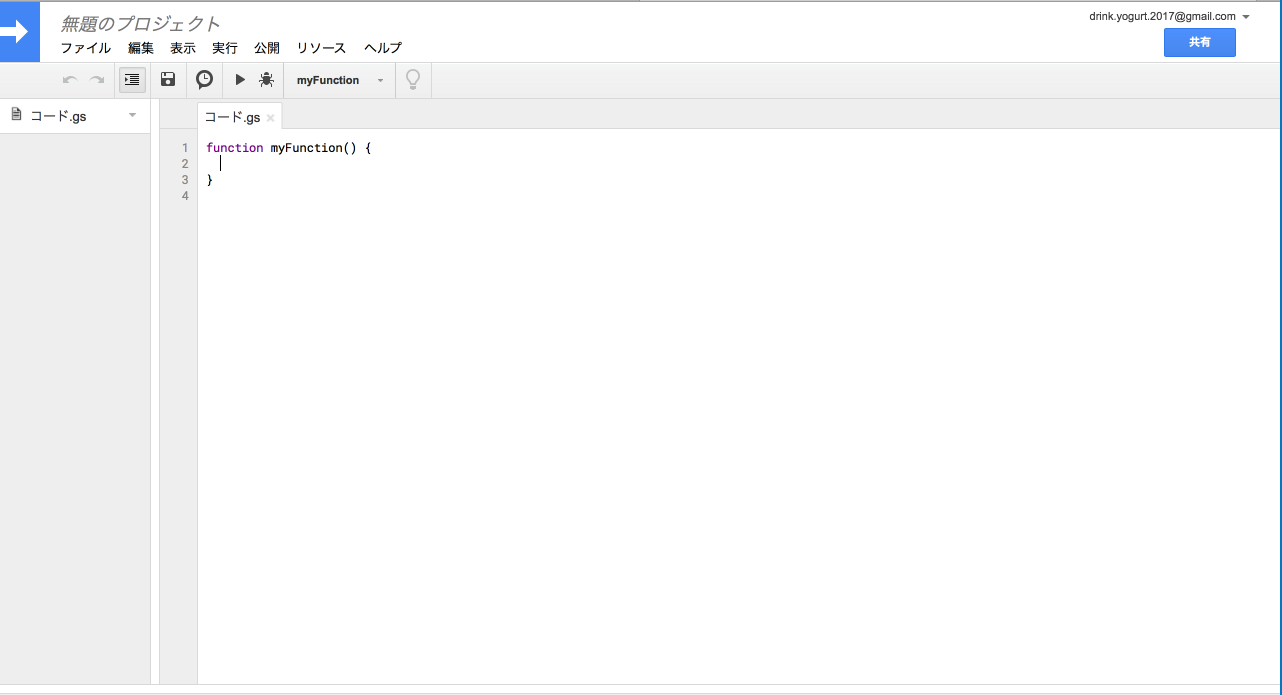 無題のプロジェクト
drink.yogurt.2017@gmail.com
ファイル 編集 表示 実行 公開 リソース ヘルプ
共有
myFunction
コード.gs
コード.gs
1 function myFunction() {
2
3 }
4